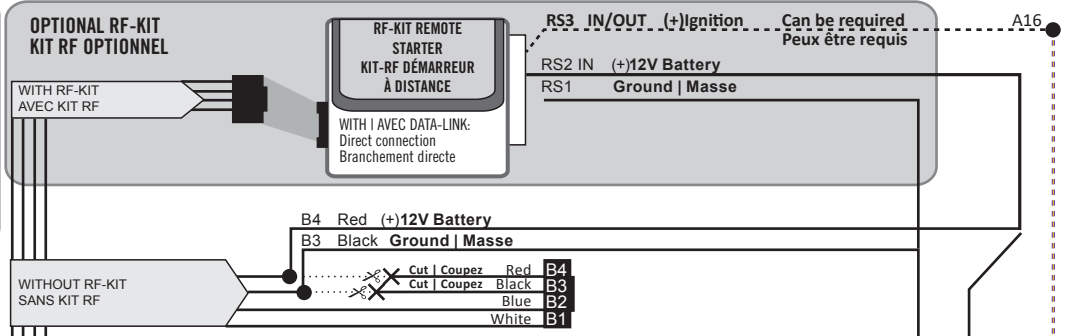 OPTIONAL RF-KIT
KIT RF OPTIONNEL
WITH RF-KIT
AVEC KIT RF
RF-KIT REMOTE
STARTER
KIT-RF DÉMARREUR
À DISTANCE
WITH | AVEC DATA-LINK:
Direct connection
Branchement directe
RS3 IN/OUT (+)Ignition Can be required
Peux être requis
A16
RS2 IN (+)12V Battery
RS1 Ground | Masse
B4 Red (+)12V Battery
B3 Black Ground | Masse
WITHOUT RF-KIT
SANS KIT RF
Cut | Coupez Red B4
Cut | Coupez Black B3
Blue B2
White B1